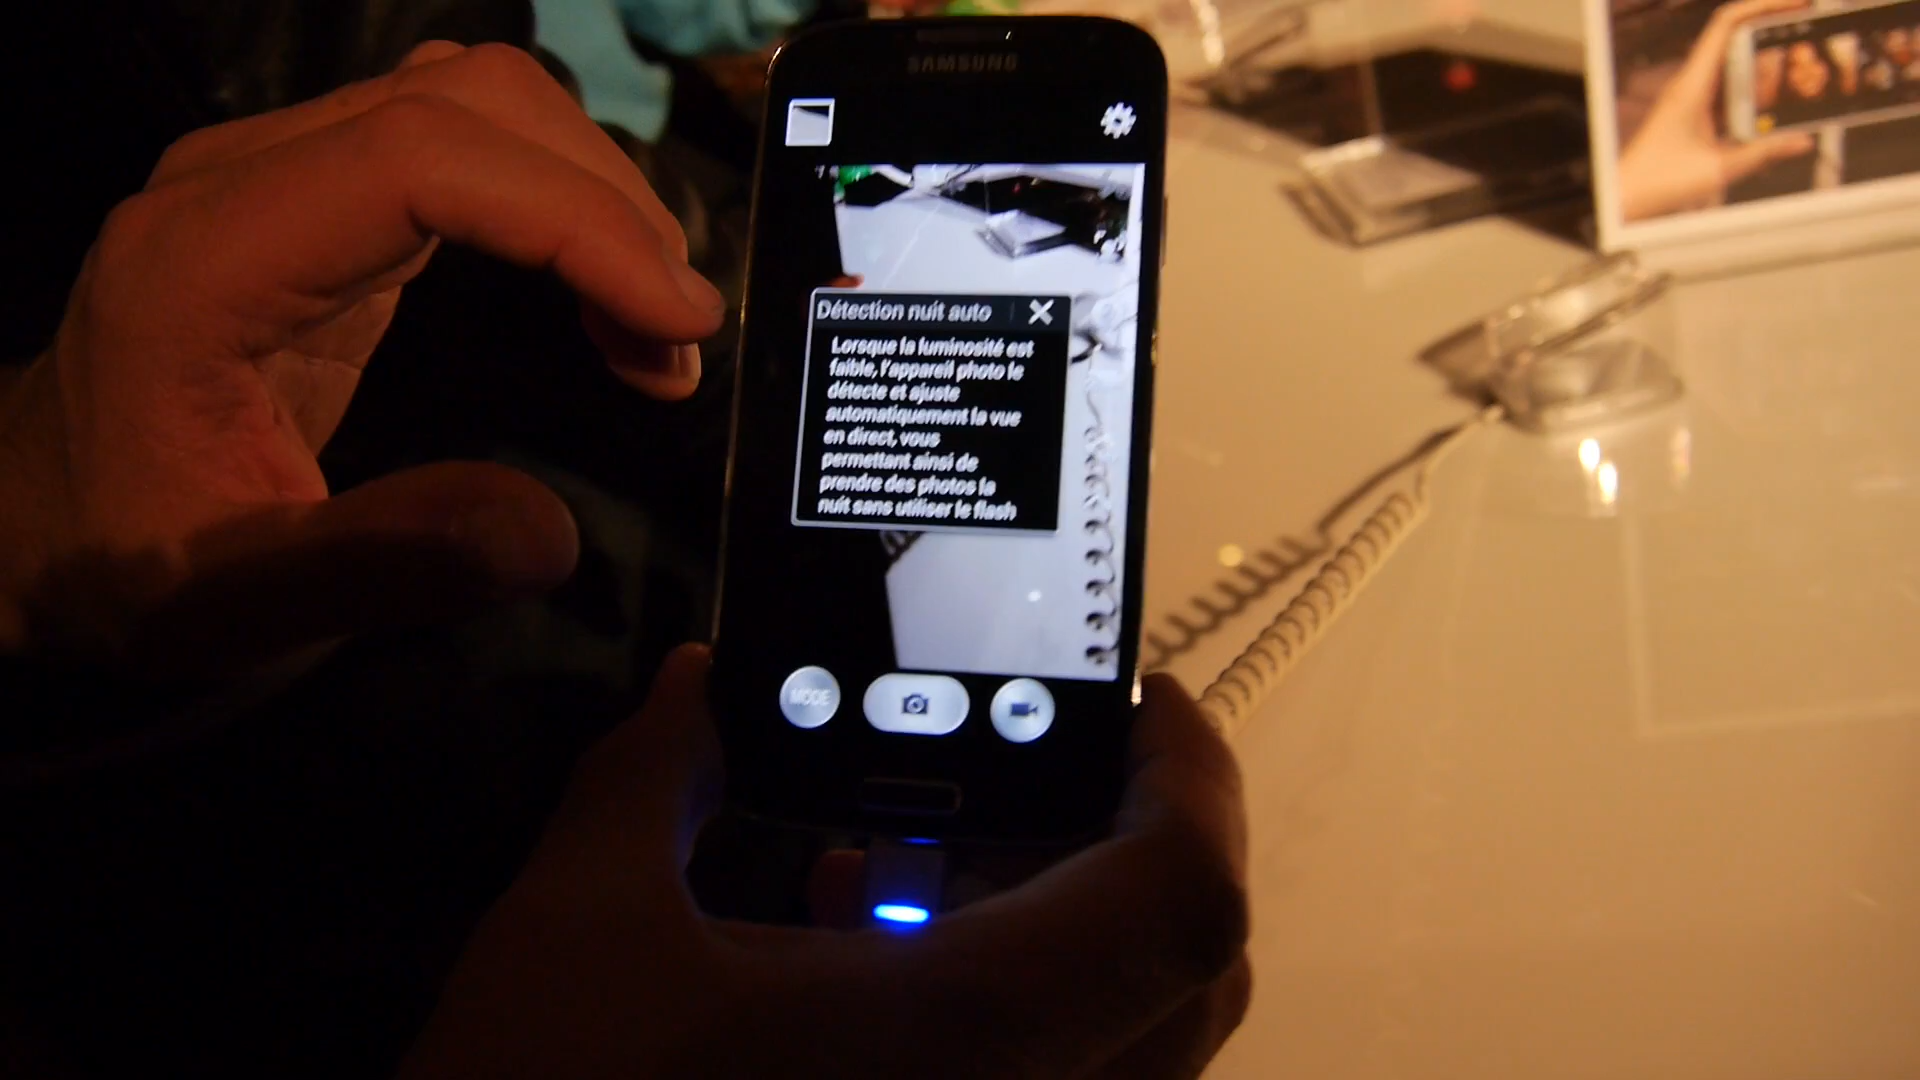 SAMSUNG
Détection nuit auto
Lorsque la luminosité est
faible, l'appareil photo le
détecte et ajuste
automatiquement la vue
en direct, vous
permettant ainsi de
prendre des photos la
nuit sans utiliser le flash
MODE